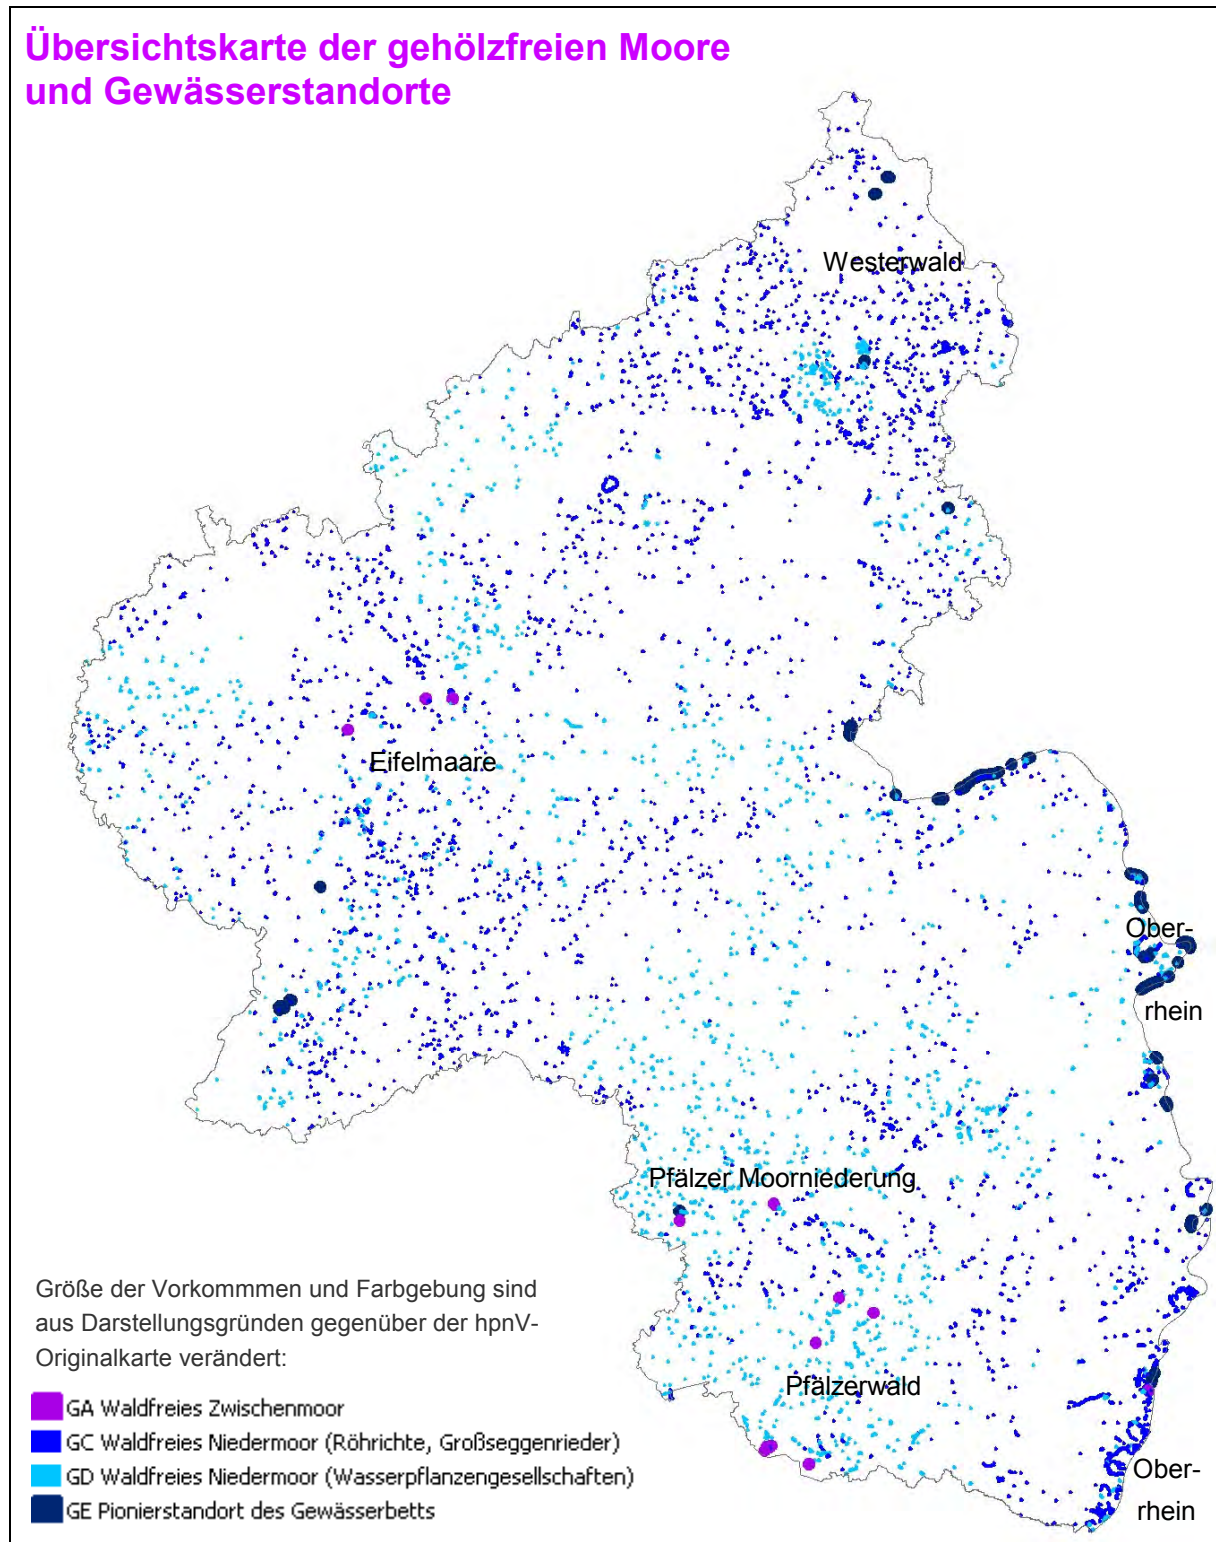 Übersichtskarte der gehölzfreien Moore
und Gewässerstandorte
Westerwald
Eifelmaare
Ober-
rhein
Pfälzer Moorniederung
Pfälzerwald
Ober-
rhein
Größe der Vorkommmen und Farbgebung sind
aus Darstellungsgründen gegenüber der hpnV-
Originalkarte verändert:
GA Waldfreies Zwischenmoor
GC Waldfreies Niedermoor (Röhrichte, Großseggenrieder)
GD Waldfreies Niedermoor (Wasserpflanzengesellschaften)
GE Pionierstandort des Gewässerbetts